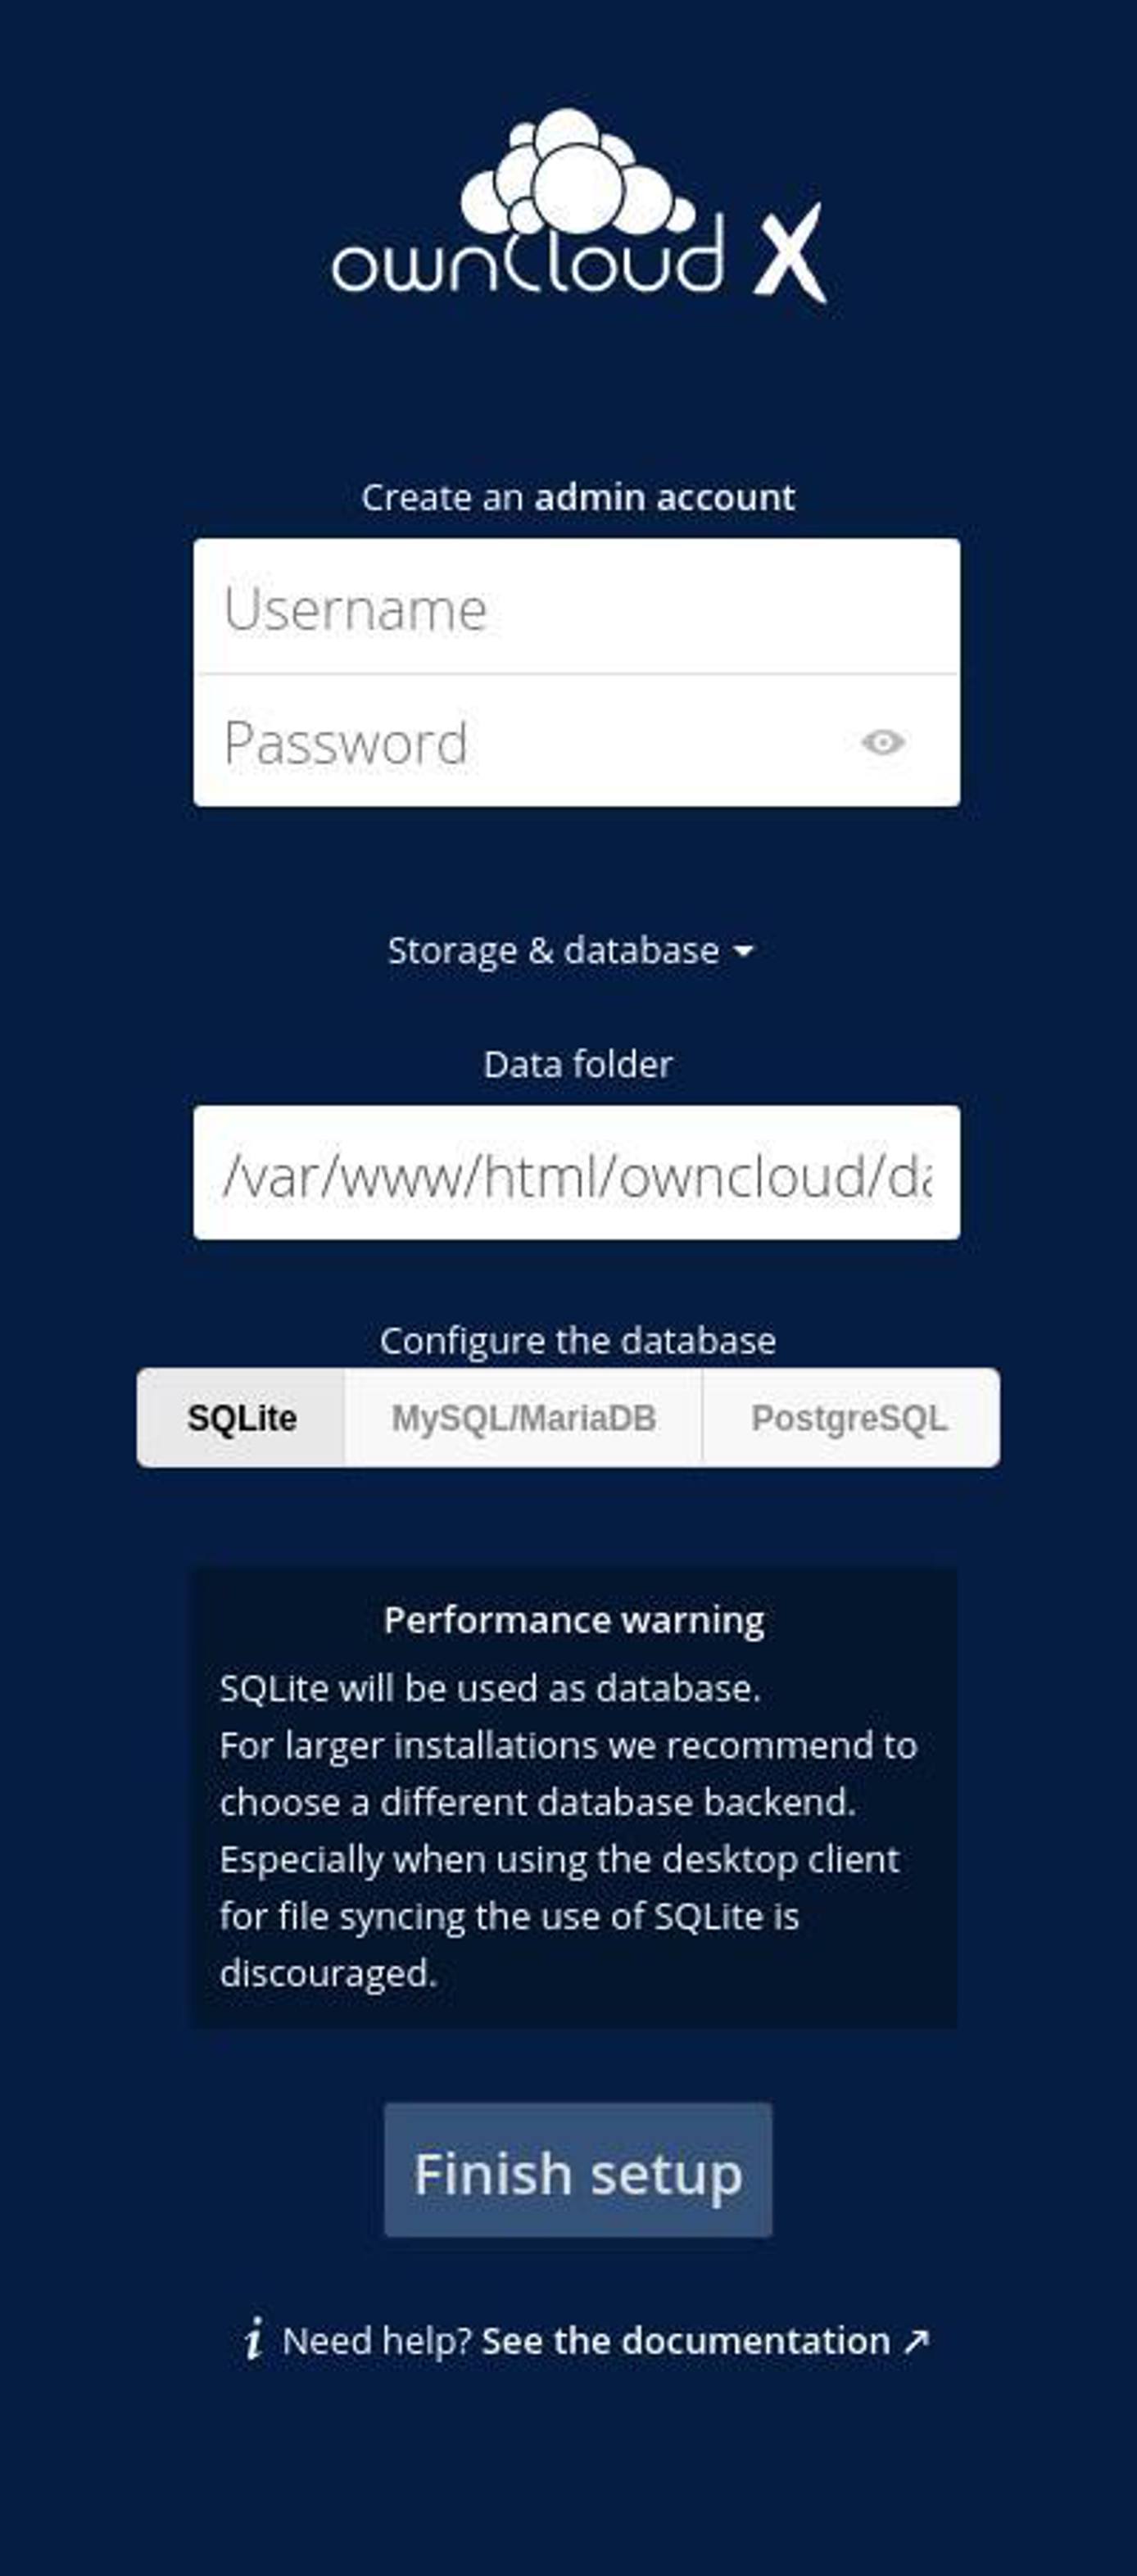 ownCloud X
Create an admin account
Username
Password
Storage & database
Data folder
/var/www/html/owncloud/da
Configure the database
SQLite MySQL/MariaDB PostgreSQL
Performance warning
SQLite will be used as database.
For larger installations we recommend to
choose a different database backend.
Especially when using the desktop client
for file syncing the use of SQLite is
discouraged.
Finish setup
i Need help? See the documentation ↗